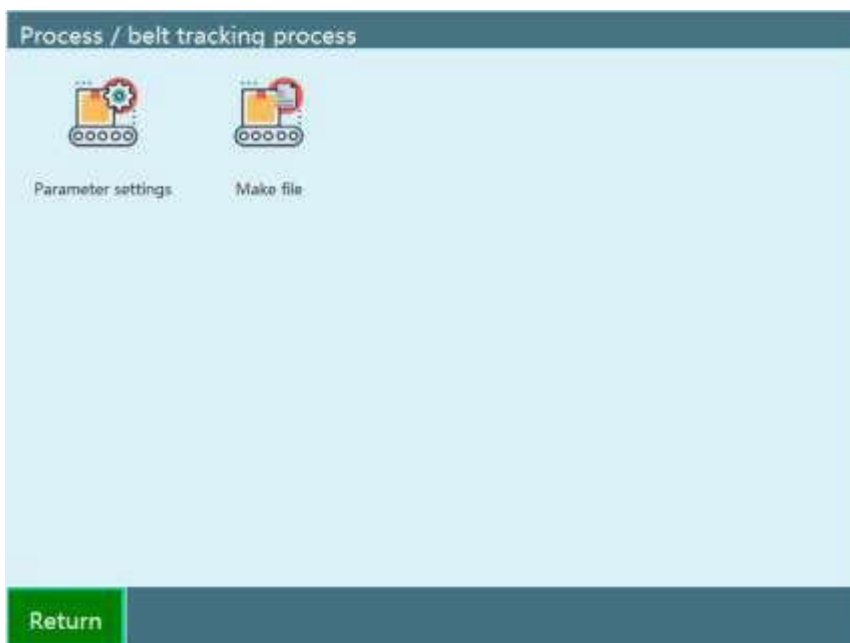 Process / belt tracking process
Parameter settings
Make file
Return